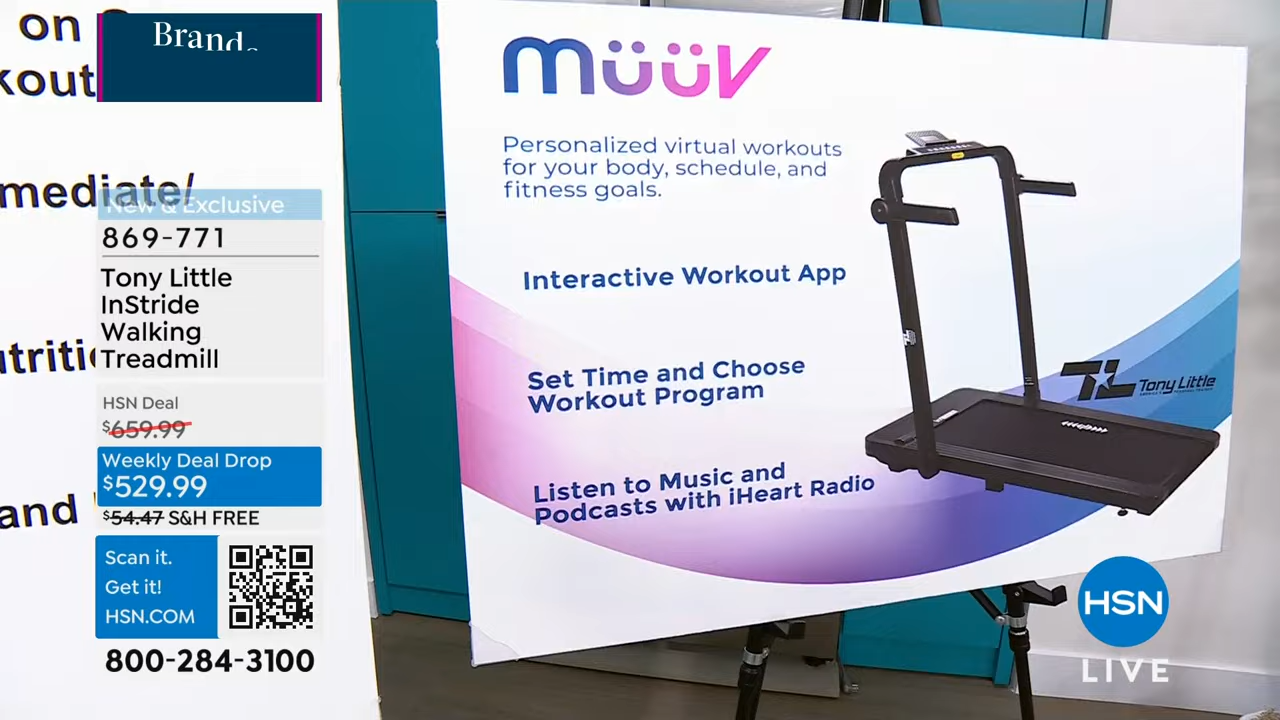 on
kout
mediate/
utritio
and
Brands
New & Exclusive
869-771
Tony Little
InStride
Walking
Treadmill
HSN Deal
$659.99
Weekly Deal Drop
$529.99
$54.47 S&H FREE
Scan it.
Get it!
HSN.COM
800-284-3100
müüv
Personalized virtual workouts
for your body, schedule, and
fitness goals.
Interactive Workout App
Set Time and Choose
Workout Program
Listen to Music and
Podcasts with iHeart Radio
TL Tony Little
HSN
LIVE